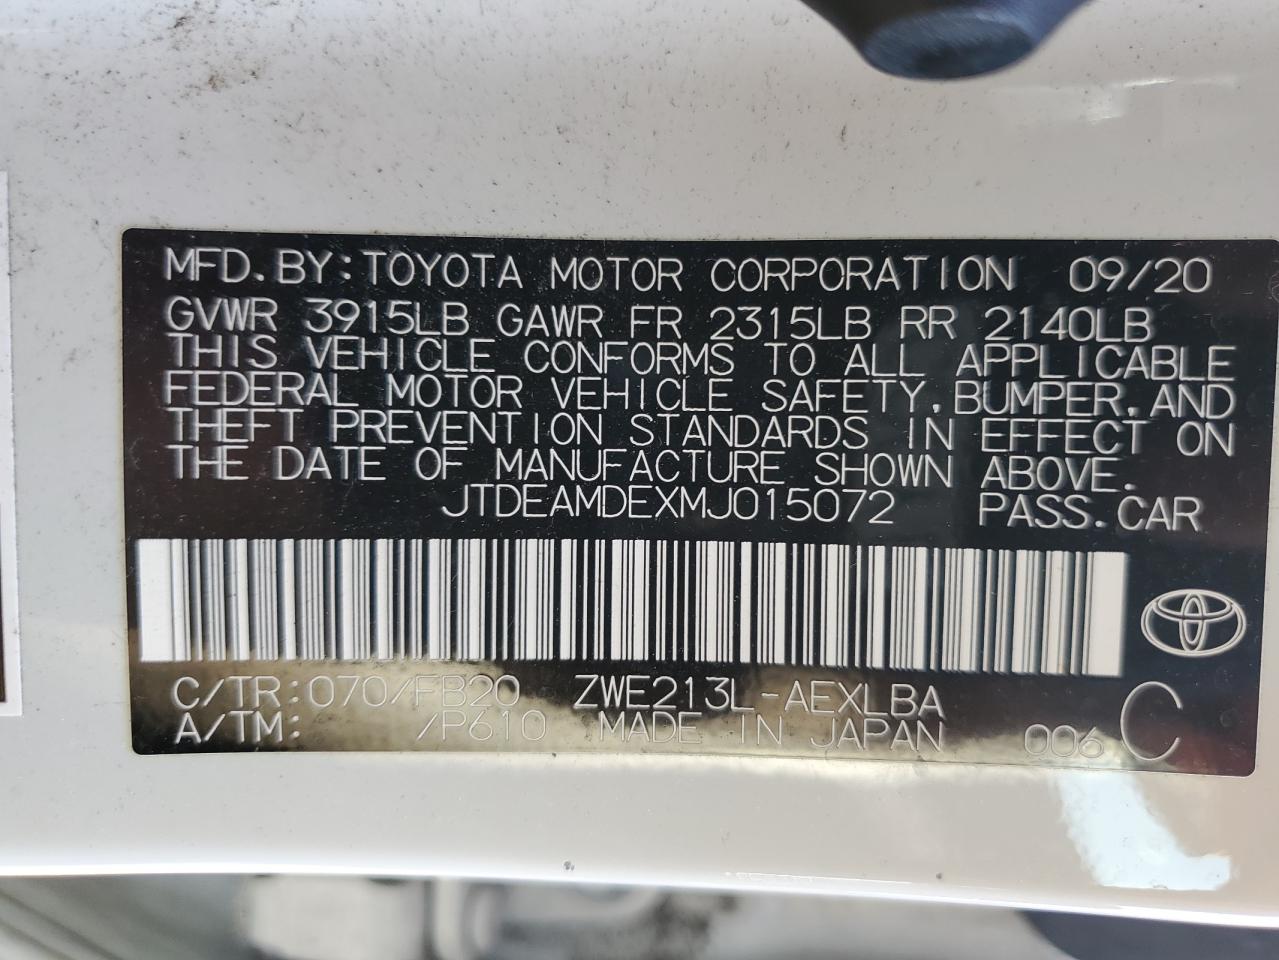 MFD.BY:TOYOTA MOTOR CORPORATION 09/20
GVWR 3915LB GAWR FR 2315LB RR 2140LB
THIS VEHICLE CONFORMS TO ALL APPLICABLE
FEDERAL MOTOR VEHICLE SAFETY,BUMPER,AND
THEFT PREVENTION STANDARDS IN EFFECT ON
THE DATE OF MANUFACTURE SHOWN ABOVE.
JTDEAMDEXMJ015072 PASS.CAR
C/TR:070/FB20 ZWE213L-AEXLBA
A/TM: /P610 MADE IN JAPAN 006 C